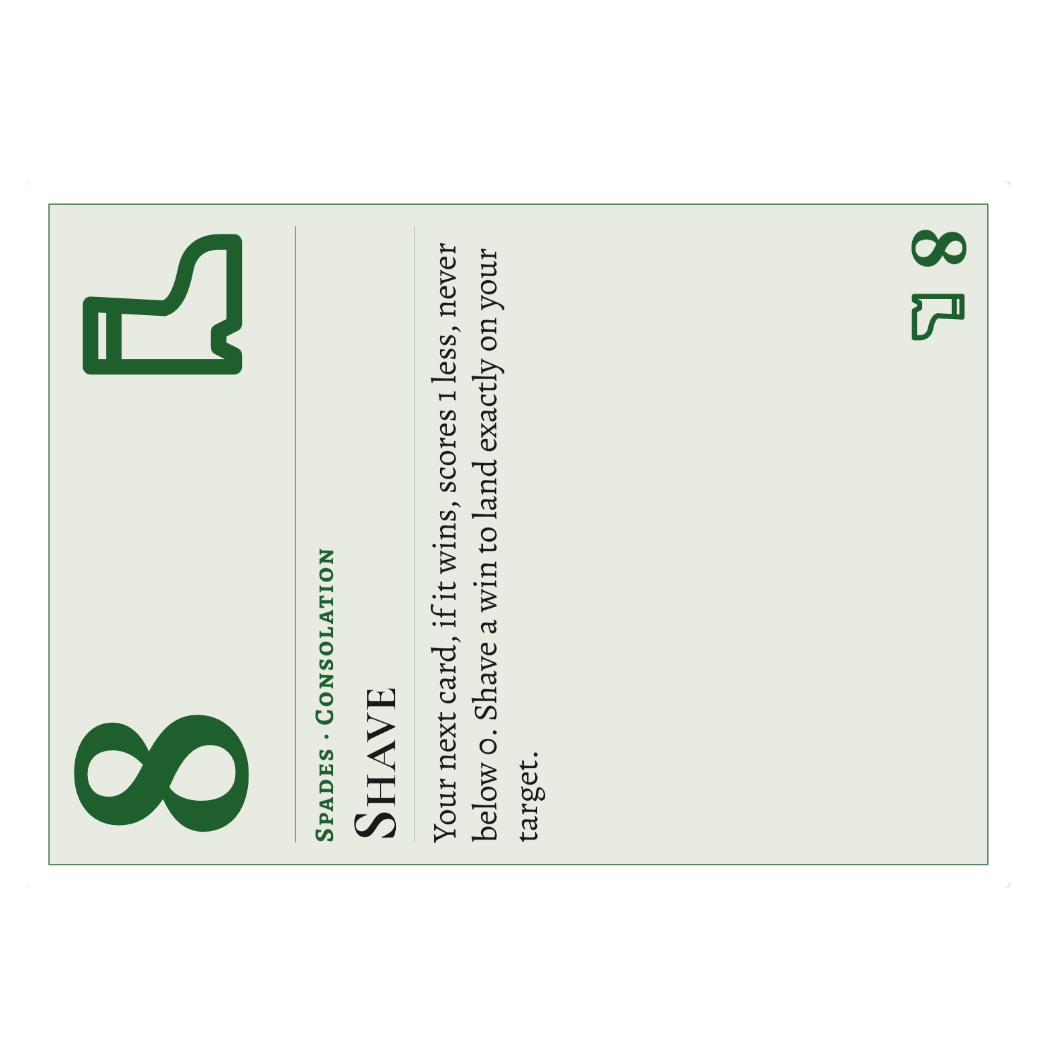 8
Spades · Consolation
Shave
Your next card, if it wins, scores 1 less, never
below 0. Shave a win to land exactly on your
target.
8